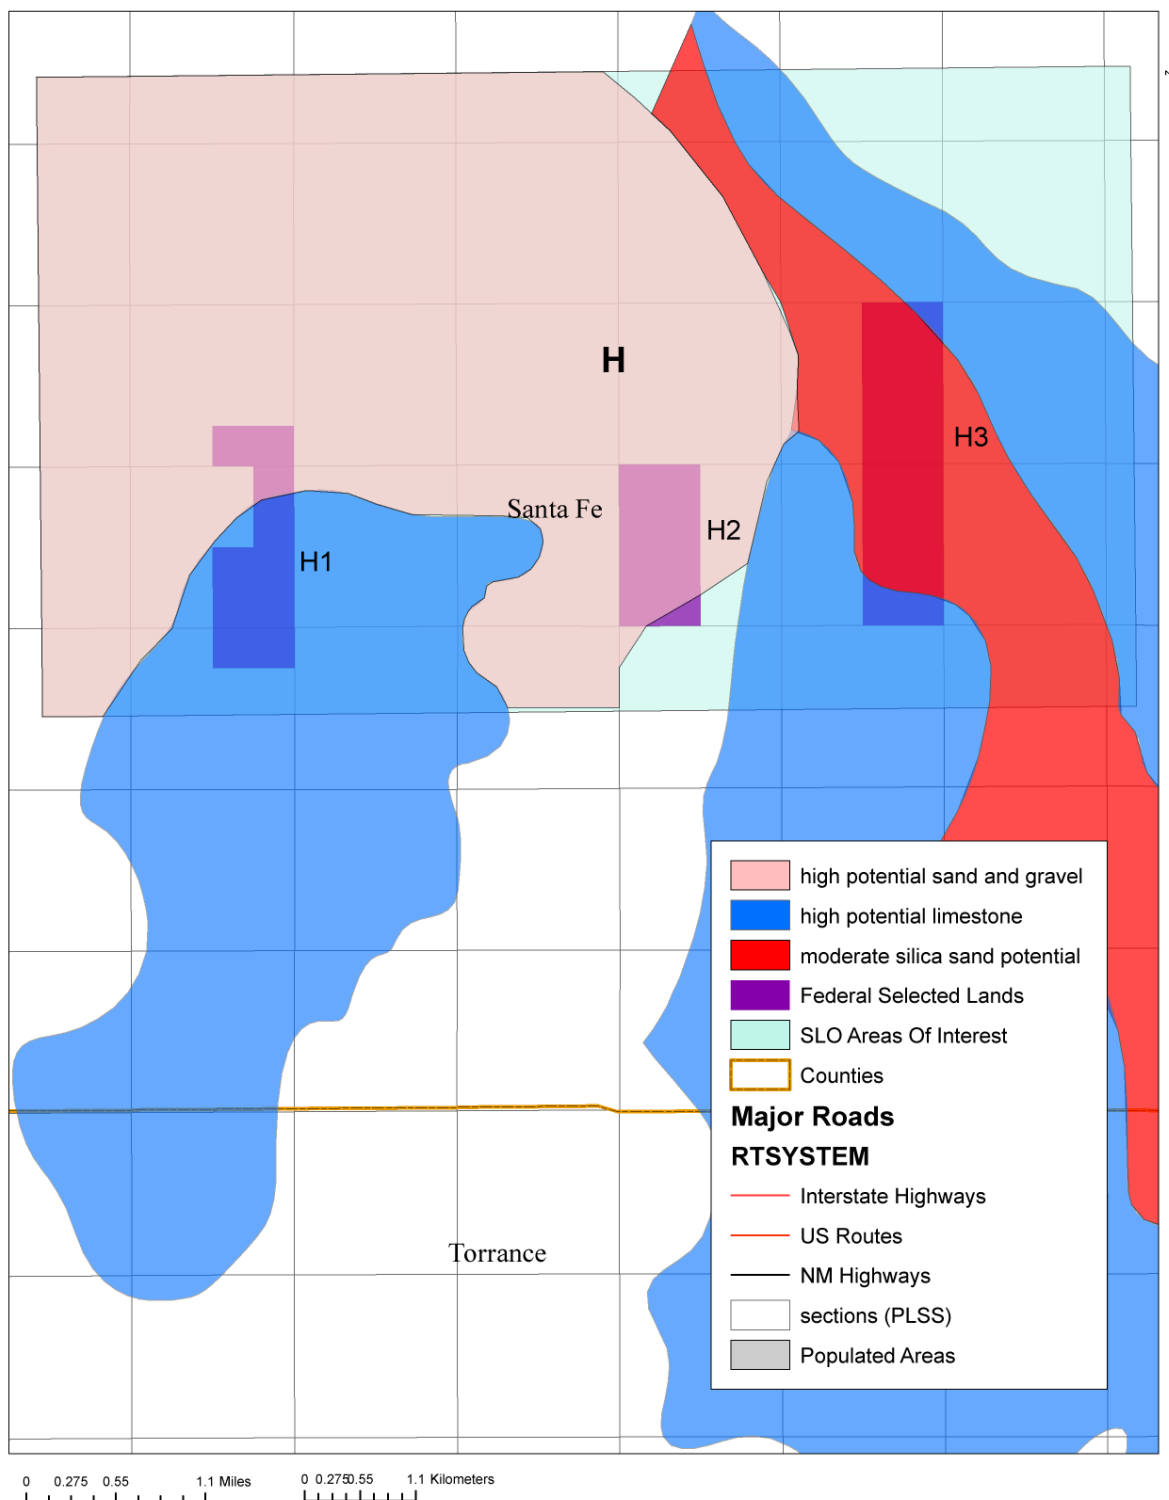 H
H3
Santa Fe
H2
H1
high potential sand and gravel
high potential limestone
moderate silica sand potential
Federal Selected Lands
SLO Areas Of Interest
Counties
Major Roads
RTSYSTEM
Interstate Highways
US Routes
NM Highways
sections (PLSS)
Populated Areas
Torrance
0 0.275 0.55 1.1 Miles
0 0.275 0.55 1.1 Kilometers